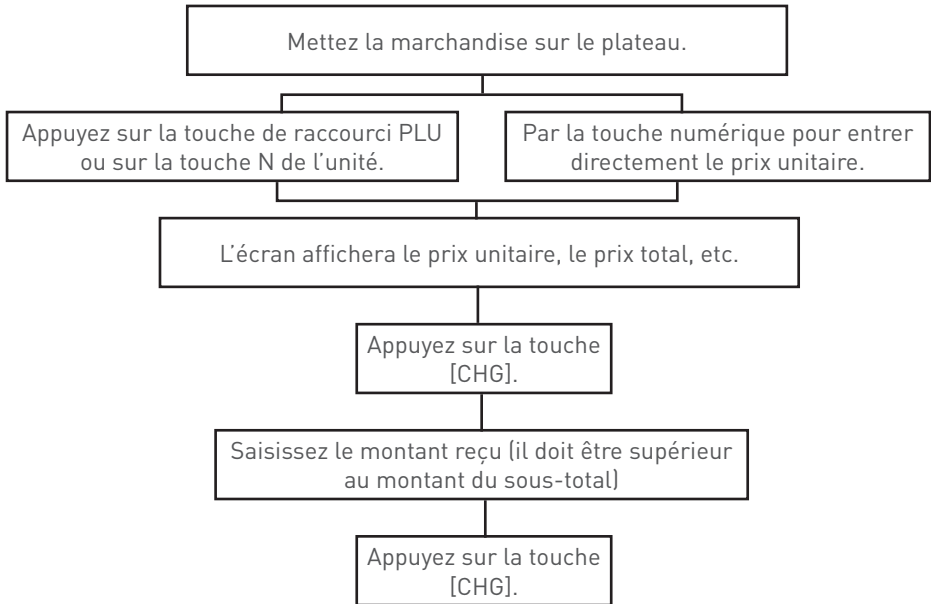 Mettez la marchandise sur le plateau.
Appuyez sur la touche de raccourci PLU
ou sur la touche N de l’unité.
Par la touche numérique pour entrer
directement le prix unitaire.
L’écran affichera le prix unitaire, le prix total, etc.
Appuyez sur la touche
[CHG].
Saisissez le montant reçu (il doit être supérieur
au montant du sous-total)
Appuyez sur la touche
[CHG].